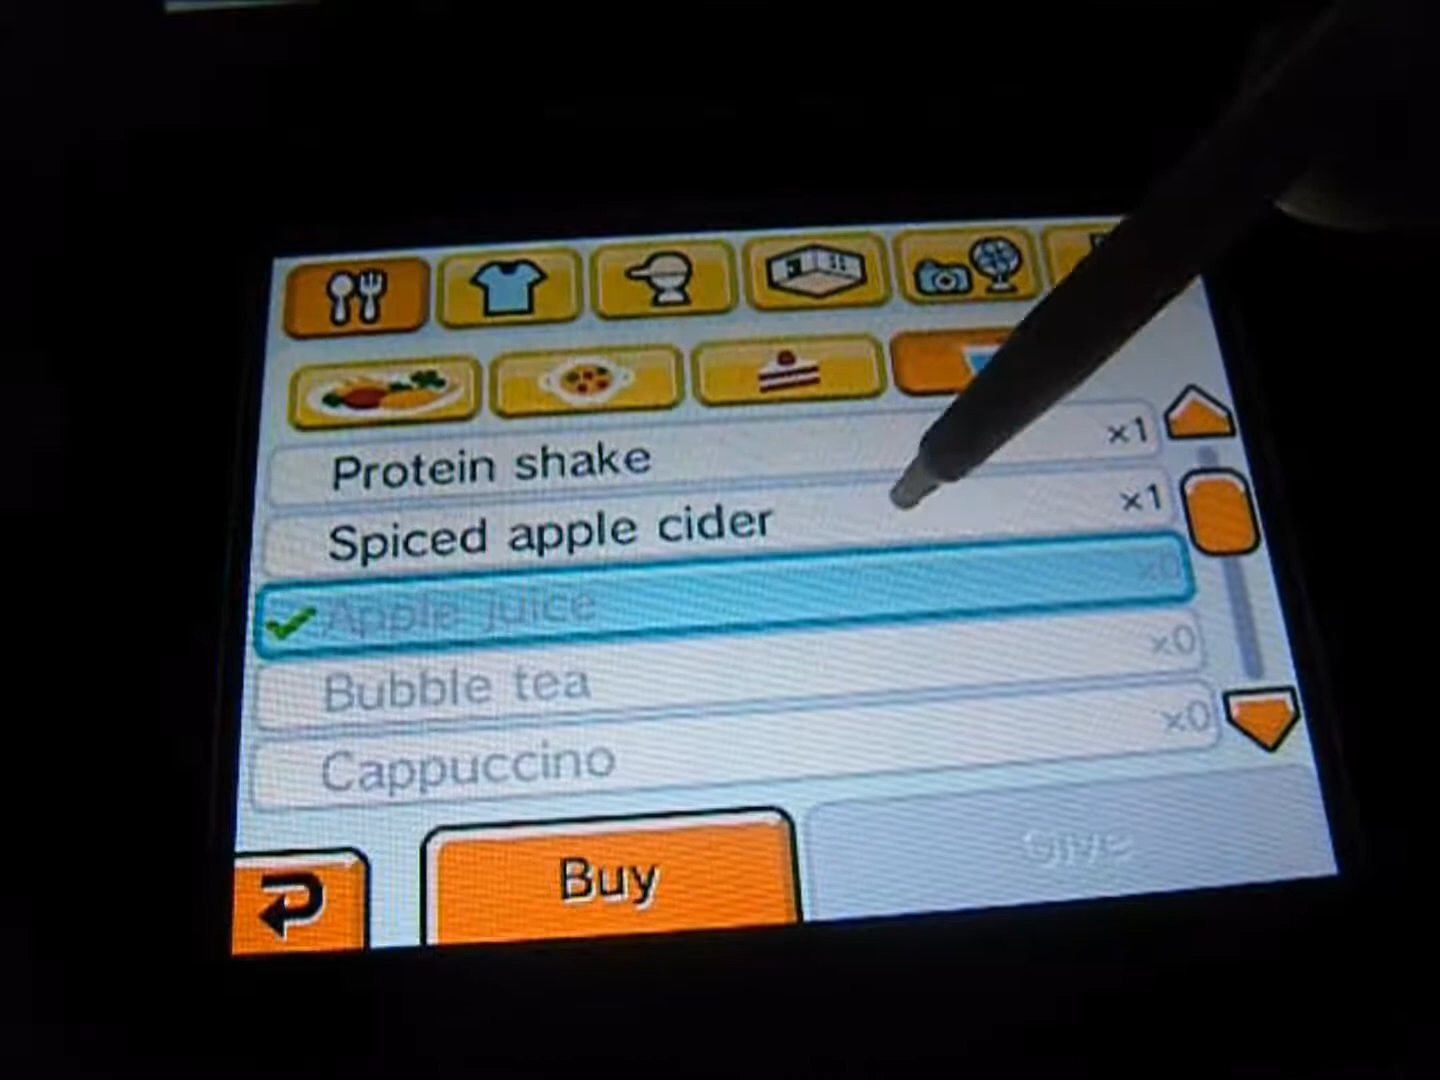 Protein shake ×1
Spiced apple cider ×1
Apple juice ×0
Bubble tea ×0
Cappuccino ×0
Buy
Give